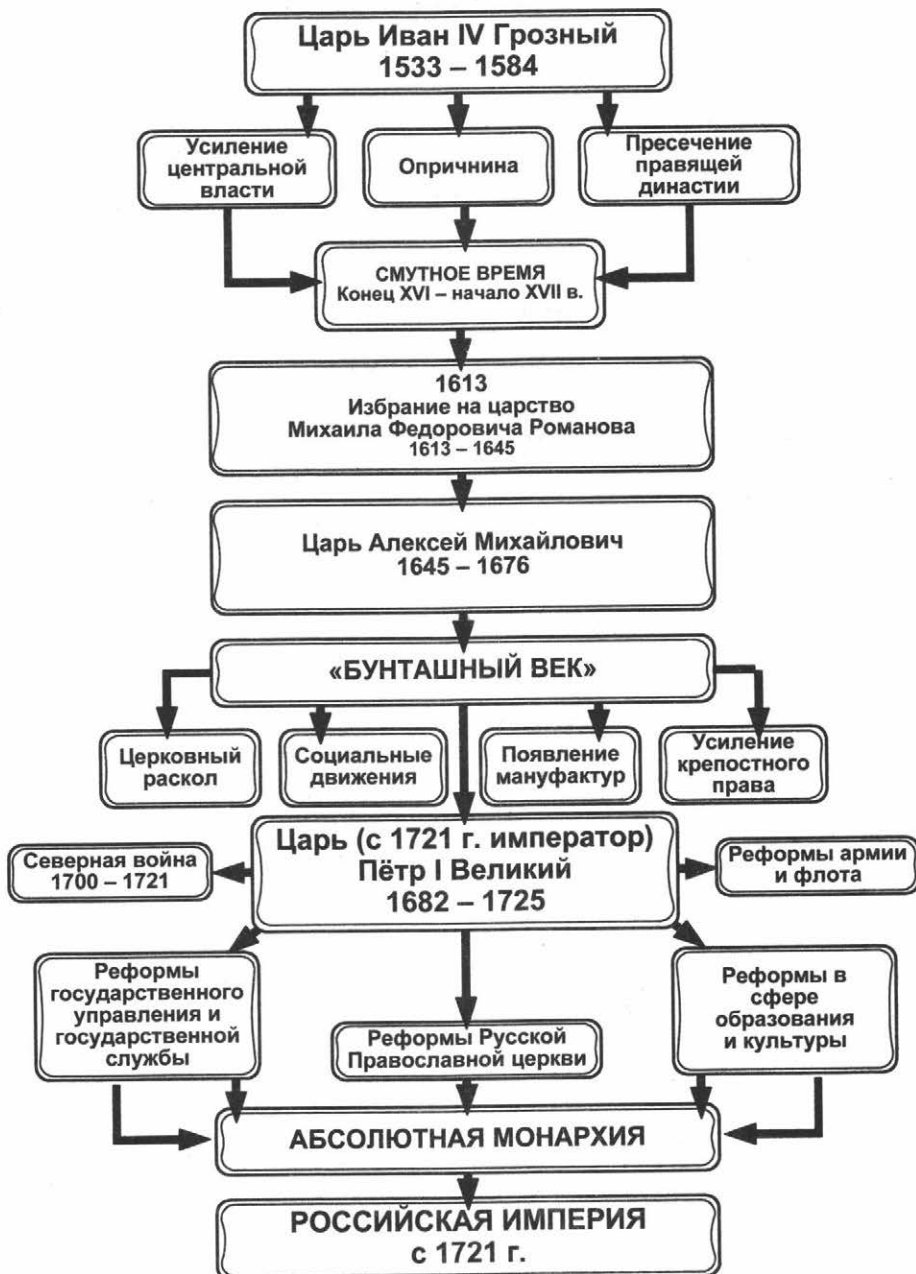 Царь Иван IV Грозный
1533 – 1584
Усиление
центральной
власти
Опричнина
Пресечение
правящей
династии
СМУТНОЕ ВРЕМЯ
Конец XVI – начало XVII в.
1613
Избрание на царство
Михаила Федоровича Романова
1613 – 1645
Царь Алексей Михайлович
1645 – 1676
«БУНТАШНЫЙ ВЕК»
Церковный
раскол
Социальные
движения
Появление
мануфактур
Усиление
крепостного
права
Северная война
1700 – 1721
Царь (с 1721 г. император)
Пётр I Великий
1682 – 1725
Реформы армии
и флота
Реформы
государственного
управления и
государственной
службы
Реформы Русской
Православной церкви
Реформы в
сфере
образования
и культуры
АБСОЛЮТНАЯ МОНАРХИЯ
РОССИЙСКАЯ ИМПЕРИЯ
с 1721 г.